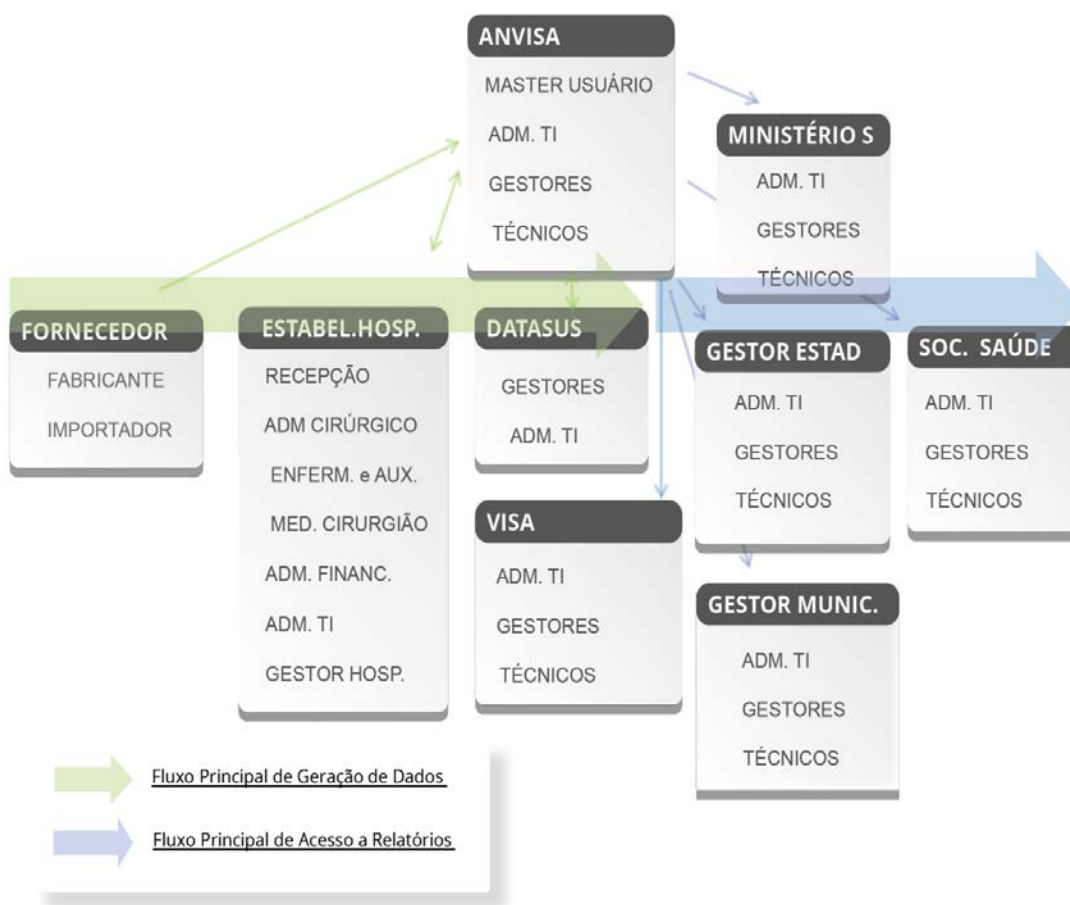 ANVISA
MASTER USUÁRIO
ADM. TI
GESTORES
TÉCNICOS
MINISTÉRIO S
ADM. TI
GESTORES
TÉCNICOS
FORNECEDOR
FABRICANTE
IMPORTADOR
ESTABEL.HOSP.
RECEPÇÃO
ADM CIRÚRGICO
ENFERM. e AUX.
MED. CIRURGIÃO
ADM. FINANC.
ADM. TI
GESTOR HOSP.
DATASUS
GESTORES
ADM. TI
VISA
ADM. TI
GESTORES
TÉCNICOS
GESTOR ESTAD
ADM. TI
GESTORES
TÉCNICOS
SOC. SAÚDE
ADM. TI
GESTORES
TÉCNICOS
GESTOR MUNIC.
ADM. TI
GESTORES
TÉCNICOS
Fluxo Principal de Geração de Dados
Fluxo Principal de Acesso a Relatórios